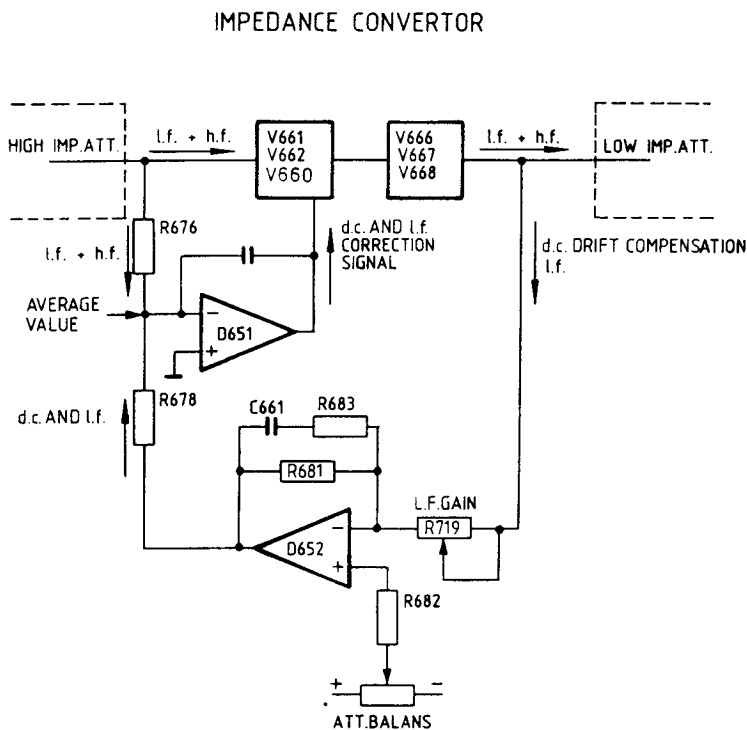 IMPEDANCE CONVERTOR
HIGH IMP.ATT.
l.f. + h.f.
V661
V662
V660
V666
V667
V668
l.f. + h.f.
LOW IMP.ATT.
R676
l.f. + h.f.
d.c. AND l.f.
CORRECTION
SIGNAL
d.c. DRIFT COMPENSATION
l.f.
AVERAGE
VALUE
−
D651
+
R678
d.c. AND l.f.
C661
R683
R681
L.F.GAIN
R719
−
D652
+
R682
+ −
ATT.BALANS